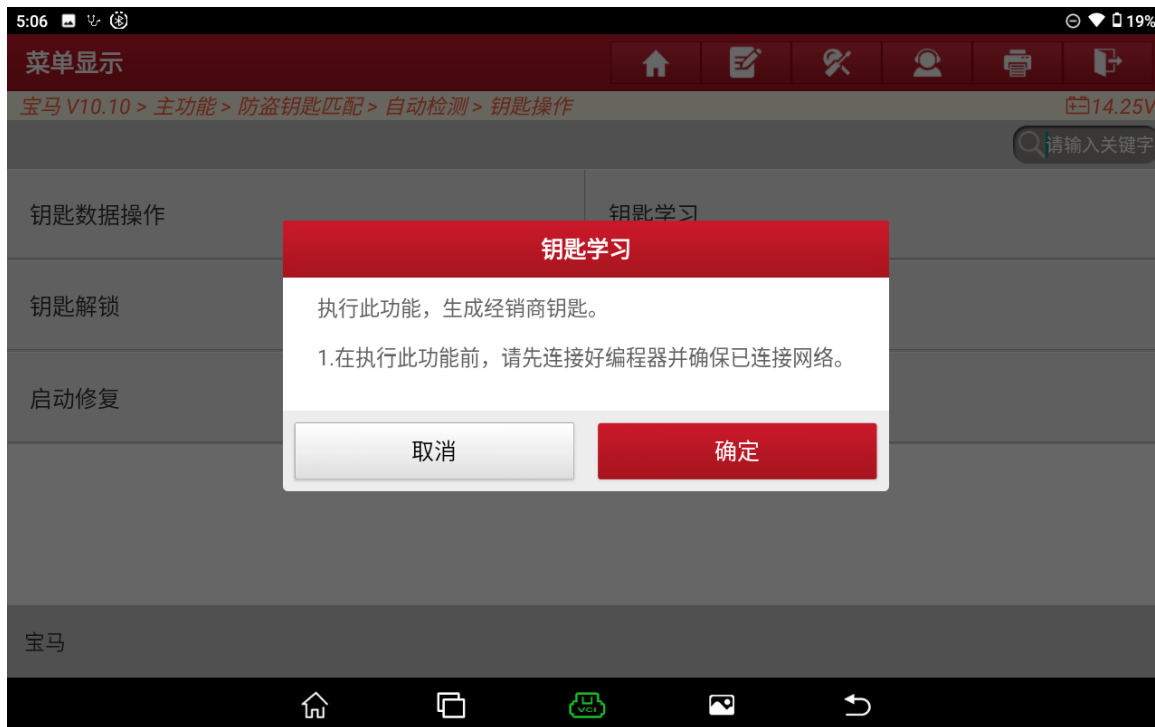 5:06
19%
菜单显示
宝马 V10.10 > 主功能 > 防盗钥匙匹配 > 自动检测 > 钥匙操作
14.25V
请输入关键字
钥匙数据操作
钥匙学习
钥匙学习
执行此功能，生成经销商钥匙。
钥匙解锁
1.在执行此功能前，请先连接好编程器并确保已连接网络。
启动修复
取消
确定
宝马
VCI